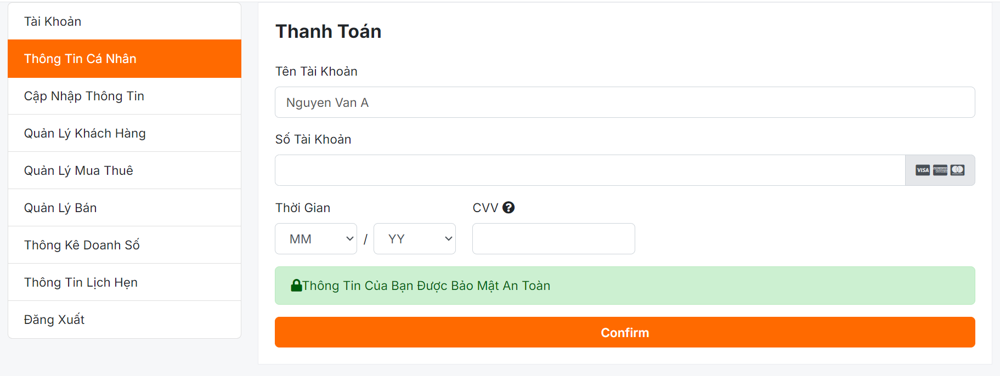 Tài Khoản
Thông Tin Cá Nhân
Cập Nhập Thông Tin
Quản Lý Khách Hàng
Quản Lý Mua Thuê
Quản Lý Bán
Thông Kê Doanh Số
Thông Tin Lịch Hẹn
Đăng Xuất
Thanh Toán
Tên Tài Khoản
Nguyen Van A
Số Tài Khoản
VISA
Thời Gian
CVV ?
MM / YY
Thông Tin Của Bạn Được Bảo Mật An Toàn
Confirm